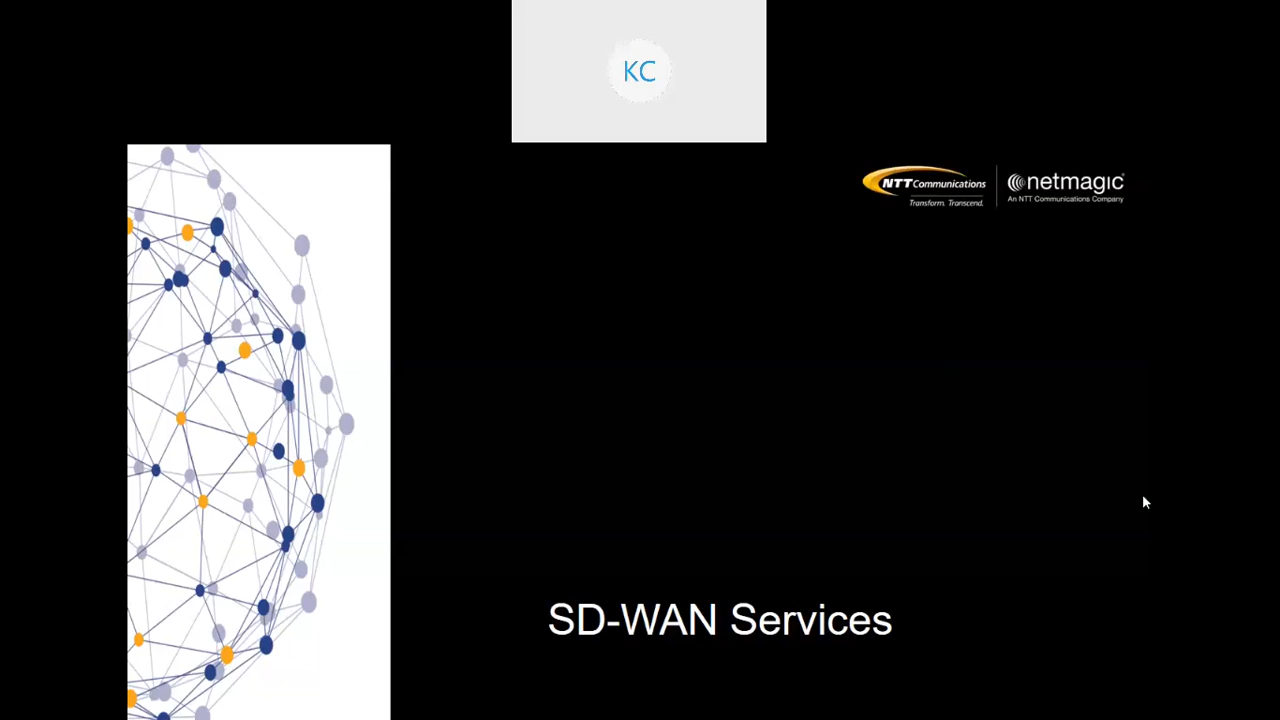 KC
NTT Communications
Transform. Transcend.
netmagic
An NTT Communications Company
SD-WAN Services